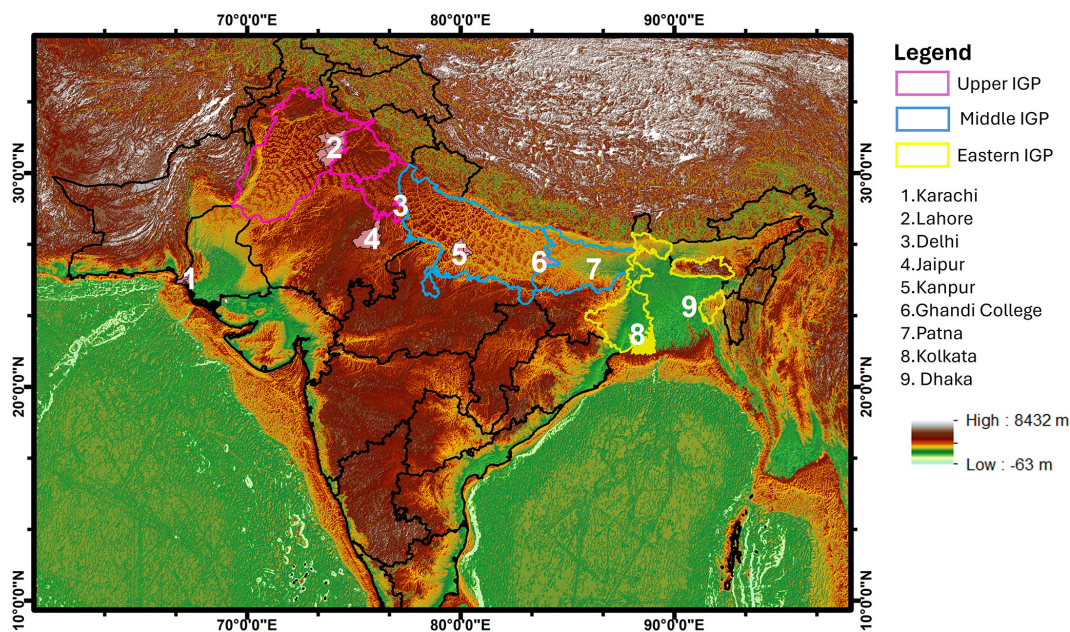 70°0'0"E 80°0'0"E 90°0'0"E
30°0'0"N
20°0'0"N
10°0'0"N
30°0'0"N
20°0'0"N
10°0'0"N
70°0'0"E 80°0'0"E 90°0'0"E
1
2
3
4
5
6
7
8
9
Legend
Upper IGP
Middle IGP
Eastern IGP
1.Karachi
2.Lahore
3.Delhi
4.Jaipur
5.Kanpur
6.Ghandi College
7.Patna
8.Kolkata
9. Dhaka
High : 8432 m
Low : -63 m